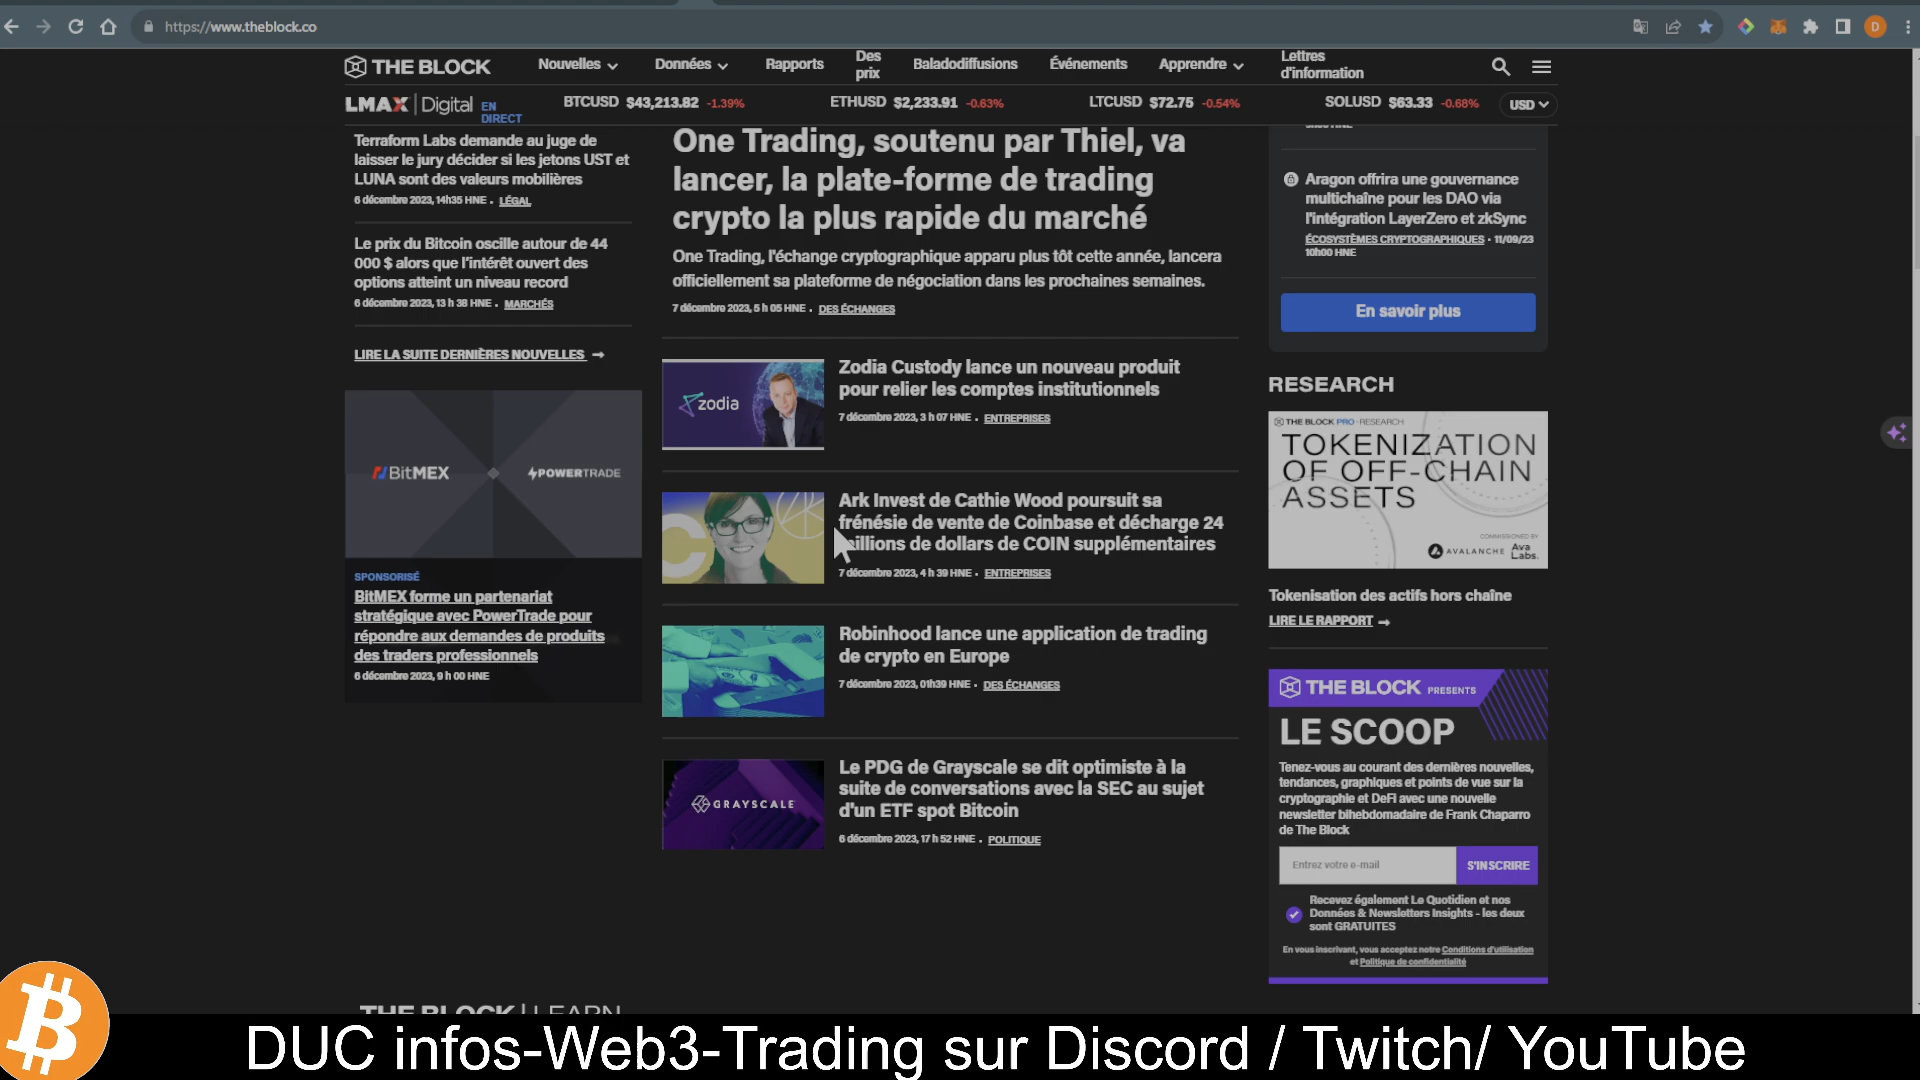 https://www.theblock.co
D
THE BLOCK
Nouvelles
Données
Rapports
Des
prix
Baladodiffusions
Événements
Apprendre
Lettres
d'information
LMAX Digital EN
DIRECT
BTCUSD $43,213.82 -1.39%
ETHUSD $2,233.91 -0.63%
LTCUSD $72.75 -0.54%
SOLUSD $63.33 -0.68%
USD
Terraform Labs demande au juge de
laisser le jury décider si les jetons UST et
LUNA sont des valeurs mobilières
6 décembre 2023, 14h35 HNE • LÉGAL
Le prix du Bitcoin oscille autour de 44
000 $ alors que l'intérêt ouvert des
options atteint un niveau record
6 décembre 2023, 13 h 38 HNE • MARCHÉS
LIRE LA SUITE DERNIÈRES NOUVELLES →
BitMEX
POWERTRADE
SPONSORISÉ
BitMEX forme un partenariat
stratégique avec PowerTrade pour
répondre aux demandes de produits
des traders professionnels
6 décembre 2023, 9 h 00 HNE
One Trading, soutenu par Thiel, va
lancer, la plate-forme de trading
crypto la plus rapide du marché
One Trading, l'échange cryptographique apparu plus tôt cette année, lancera
officiellement sa plateforme de négociation dans les prochaines semaines.
7 décembre 2023, 5 h 05 HNE • DES ÉCHANGES
zodia
Zodia Custody lance un nouveau produit
pour relier les comptes institutionnels
7 décembre 2023, 3 h 07 HNE • ENTREPRISES
Ark Invest de Cathie Wood poursuit sa
frénésie de vente de Coinbase et décharge 24
millions de dollars de COIN supplémentaires
7 décembre 2023, 4 h 39 HNE • ENTREPRISES
Robinhood lance une application de trading
de crypto en Europe
7 décembre 2023, 01h39 HNE • DES ÉCHANGES
GRAYSCALE
Le PDG de Grayscale se dit optimiste à la
suite de conversations avec la SEC au sujet
d'un ETF spot Bitcoin
6 décembre 2023, 17 h 52 HNE • POLITIQUE
Aragon offrira une gouvernance
multichaîne pour les DAO via
l'intégration LayerZero et zkSync
ÉCOSYSTÈMES CRYPTOGRAPHIQUES • 11/09/23
10h00 HNE
En savoir plus
RESEARCH
THE BLOCK PRO • RESEARCH
TOKENIZATION
OF OFF-CHAIN
ASSETS
COMMISSIONED BY
AVALANCHE
Ava
Labs.
Tokenisation des actifs hors chaîne
LIRE LE RAPPORT →
THE BLOCK PRESENTS
LE SCOOP
Tenez-vous au courant des dernières nouvelles,
tendances, graphiques et points de vue sur la
cryptographie et DeFi avec une nouvelle
newsletter bihebdomadaire de Frank Chaparro
de The Block
Entrez votre e-mail
S'INSCRIRE
Recevez également Le Quotidien et nos
Données & Newsletters Insights - les deux
sont GRATUITES
En vous inscrivant, vous acceptez notre Conditions d'utilisation
et Politique de confidentialité
THE BLOCK | LEARN
DUC infos-Web3-Trading sur Discord / Twitch/ YouTube